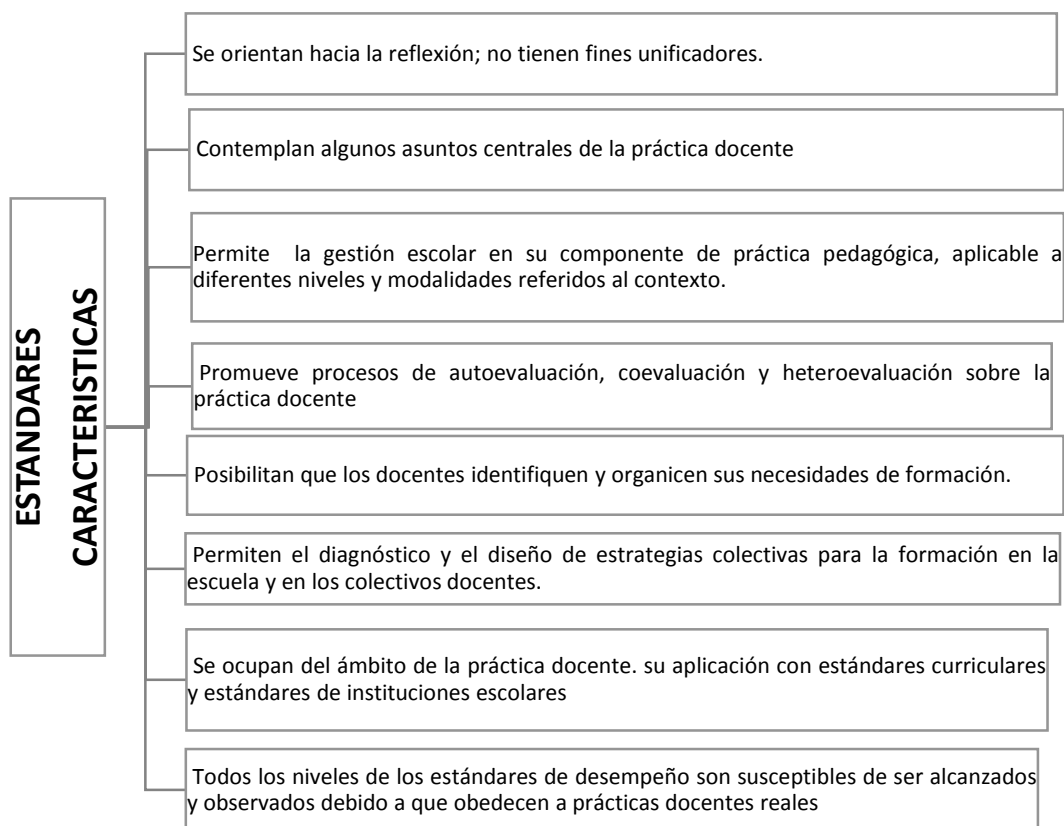 ESTANDARES
CARACTERISTICAS
Se orientan hacia la reflexión; no tienen fines unificadores.
Contemplan algunos asuntos centrales de la práctica docente
Permite la gestión escolar en su componente de práctica pedagógica, aplicable a
diferentes niveles y modalidades referidos al contexto.
Promueve procesos de autoevaluación, coevaluación y heteroevaluación sobre la
práctica docente
Posibilitan que los docentes identifiquen y organicen sus necesidades de formación.
Permiten el diagnóstico y el diseño de estrategias colectivas para la formación en la
escuela y en los colectivos docentes.
Se ocupan del ámbito de la práctica docente. su aplicación con estándares curriculares
y estándares de instituciones escolares
Todos los niveles de los estándares de desempeño son susceptibles de ser alcanzados
y observados debido a que obedecen a prácticas docentes reales